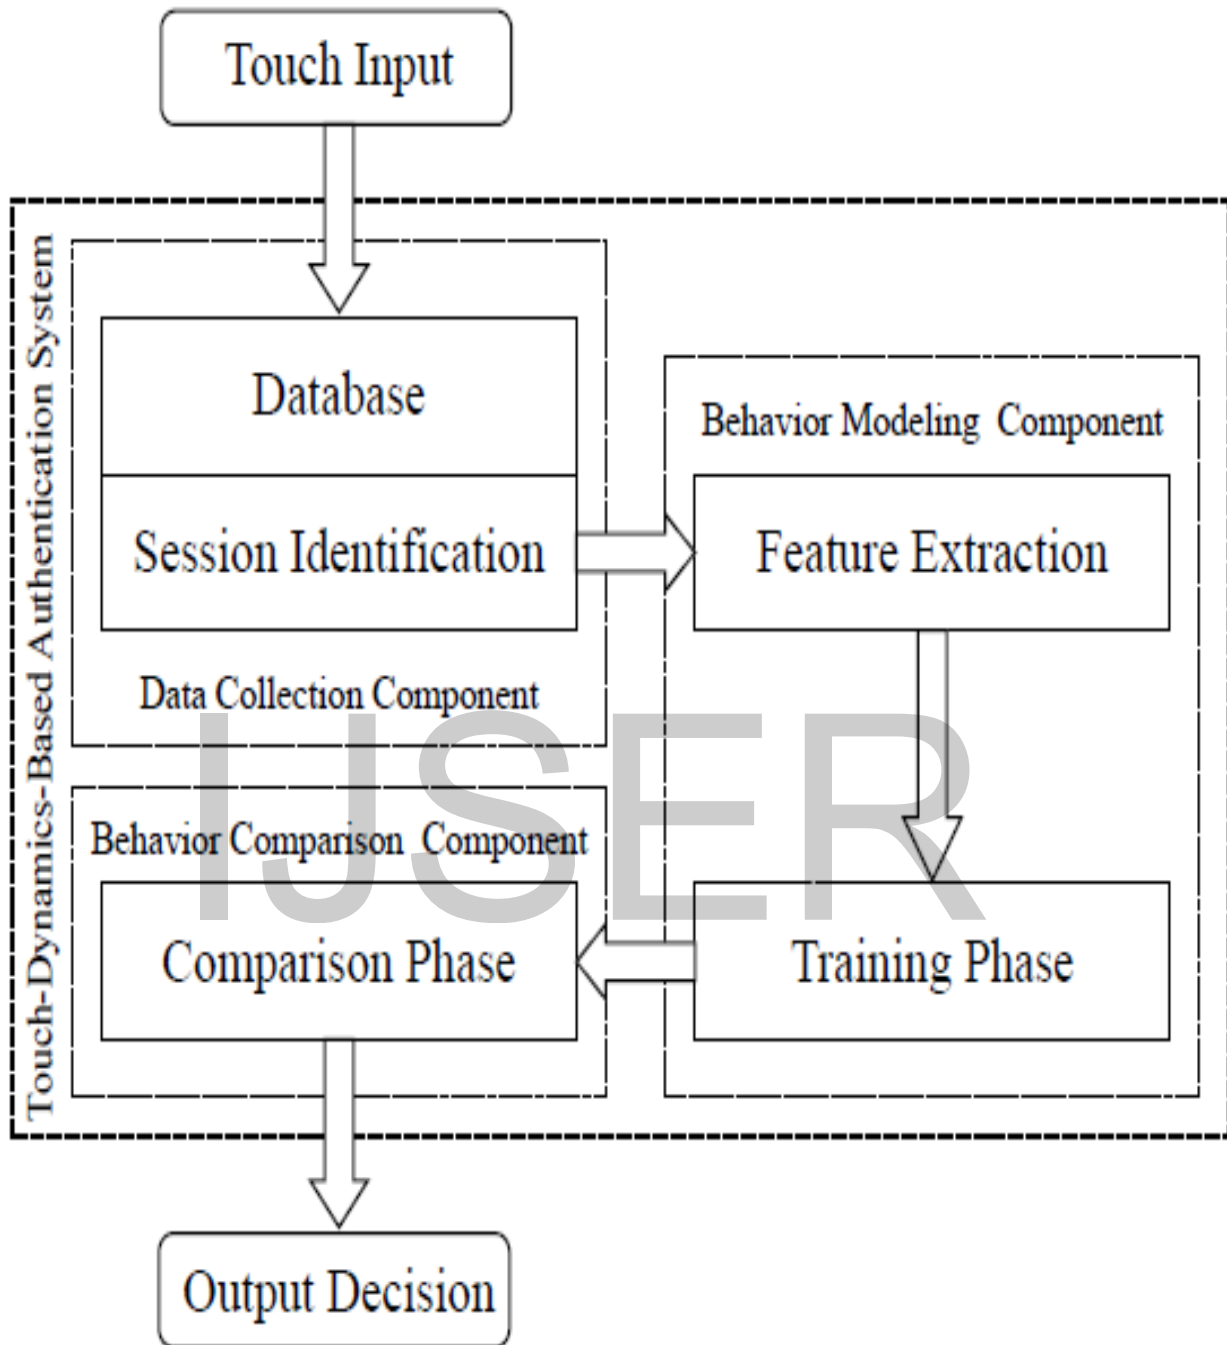 Touch Input
Touch-Dynamics-Based Authentication System
Database
Session Identification
Data Collection Component
Behavior Modeling Component
Feature Extraction
Training Phase
Behavior Comparison Component
Comparison Phase
Output Decision
IJSER